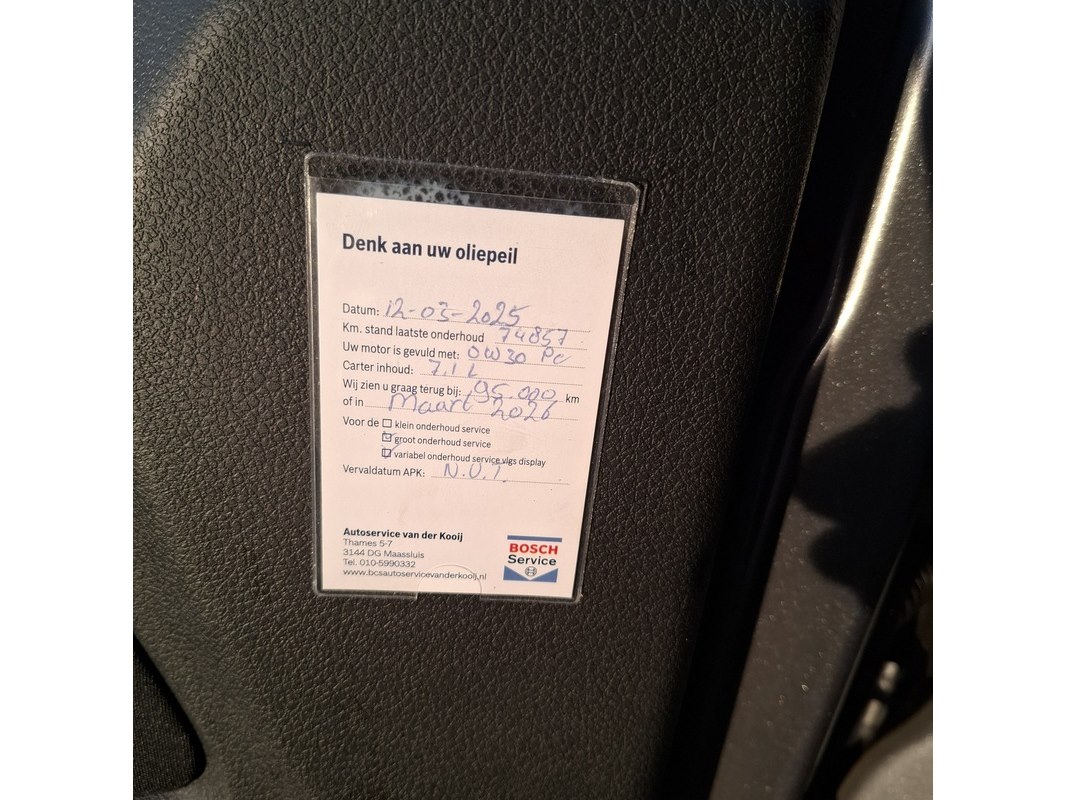 Denk aan uw oliepeil
Datum: 12-03-2025
Km. stand laatste onderhoud 74857
Uw motor is gevuld met: 0W30
Carter inhoud: 7,1 L
Wij zien u graag terug bij: 95.000 km
of in Maart 2026
Voor de klein onderhoud service
groot onderhoud service
variabel onderhoud service vlgs display
Vervaldatum APK: N.V.T.
Autoservice van der Kooij
Thames 5-7
3144 DG Maassluis
Tel. 010-5990332
www.bcsautoservicevanderkooij.nl
BOSCH
Service